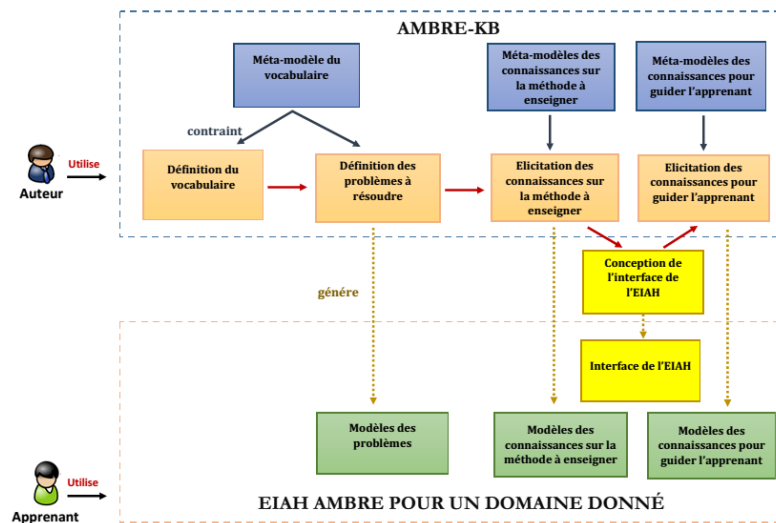 AMBRE-KB
Méta-modèle du
vocabulaire
Méta-modèles des
connaissances sur
la méthode à
enseigner
Méta-modèles des
connaissances pour
guider l'apprenant
contraint
Auteur
Utilise
Définition du
vocabulaire
Définition des
problèmes à
résoudre
Elicitation des
connaissances sur
la méthode à
enseigner
Elicitation des
connaissances pour
guider l'apprenant
Conception de
l'interface de
l'EIAH
génére
Interface de l'EIAH
Modèles des
problèmes
Modèles des
connaissances sur la
méthode à enseigner
Modèles des
connaissances pour
guider l'apprenant
Utilise
Apprenant
EIAH AMBRE POUR UN DOMAINE DONNÉ